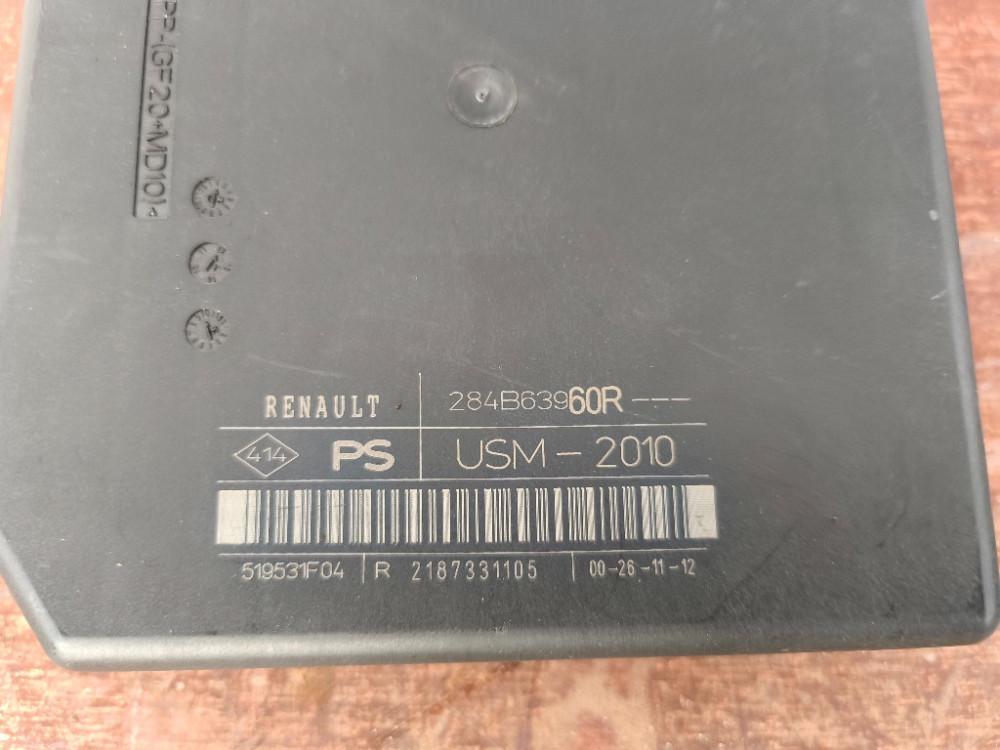 PP-(GF20+MD10)
RENAULT 284B63960R ---
414 PS USM - 2010
519531F04 R 2187331105 00-26-11-12